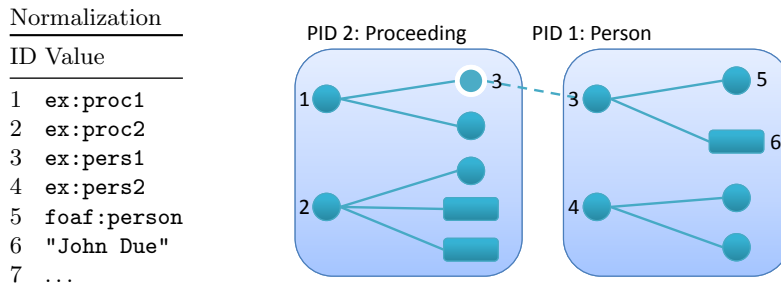 Normalization
ID Value
1 ex:proc1
2 ex:proc2
3 ex:pers1
4 ex:pers2
5 foaf:person
6 "John Due"
7 ...
PID 2: Proceeding
1
3
2
PID 1: Person
3
5
6
4